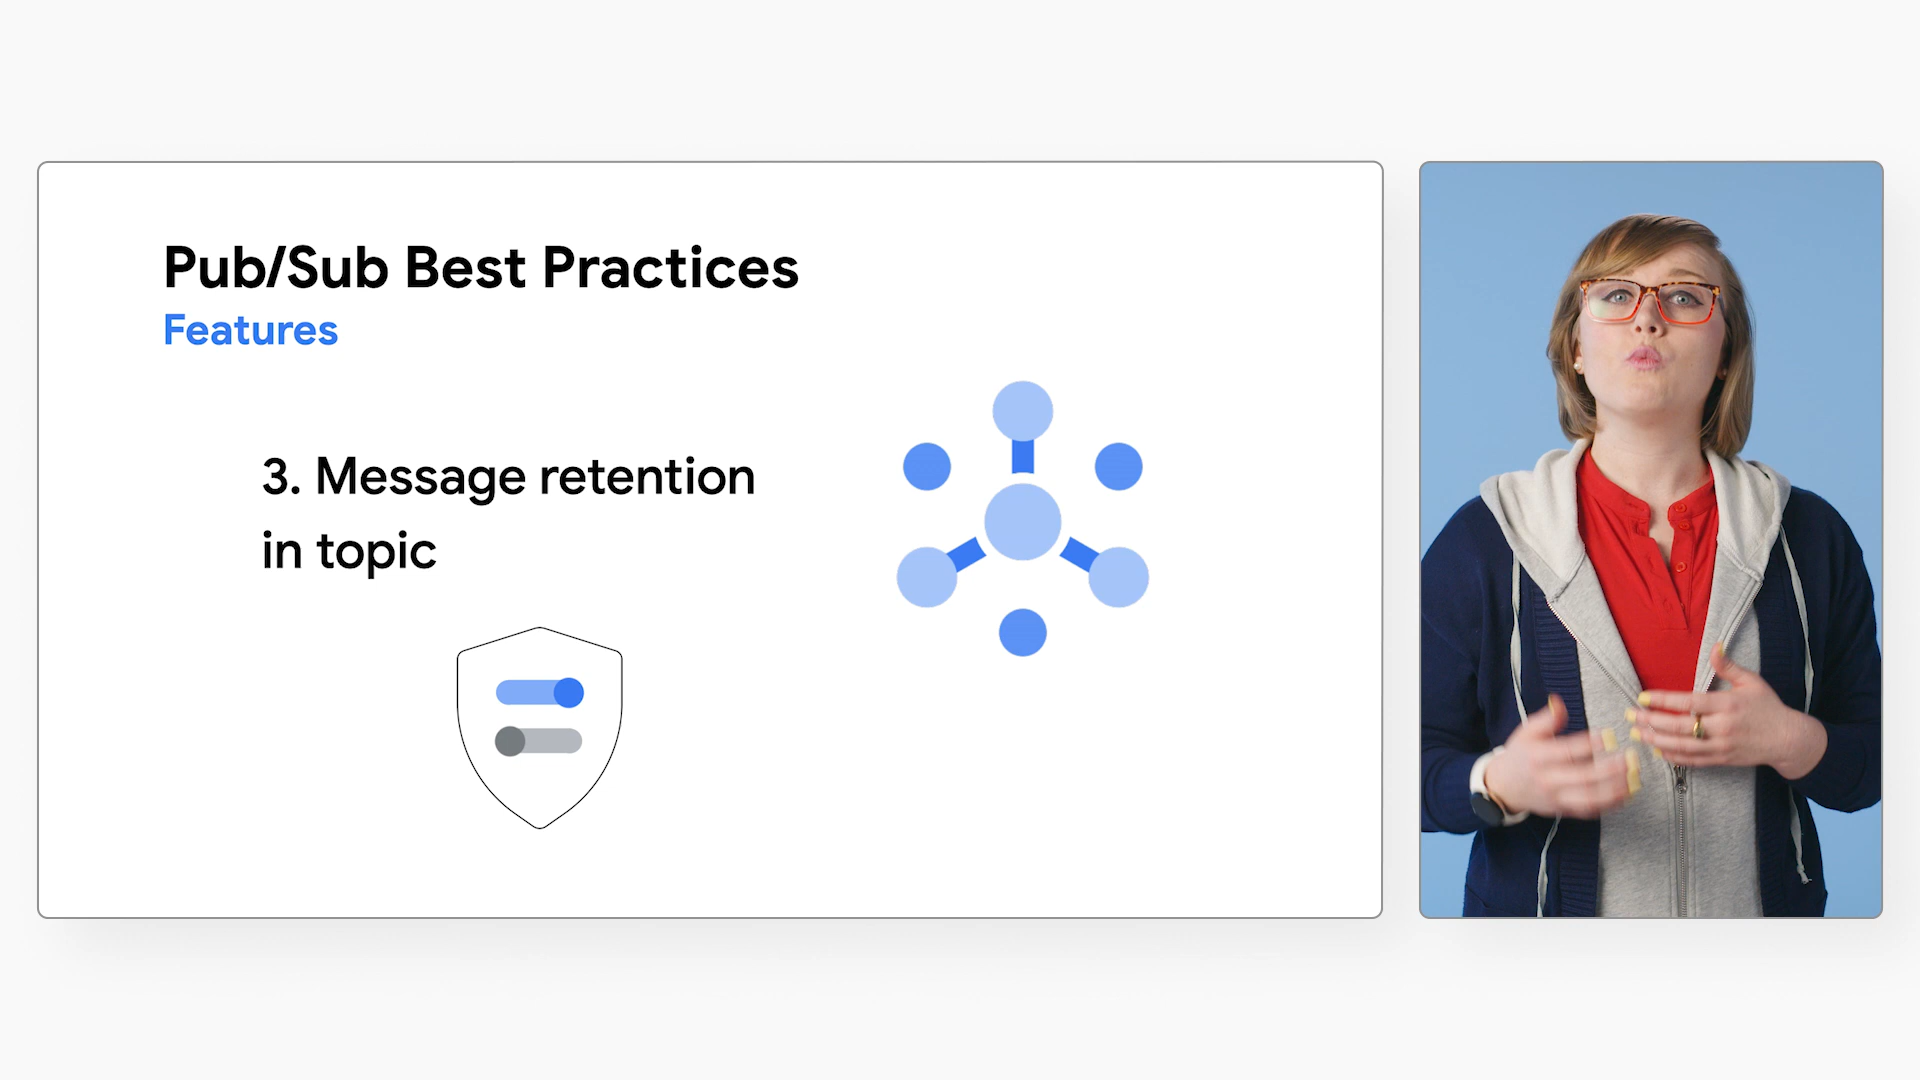 Pub/Sub Best Practices
Features
3. Message retention
in topic